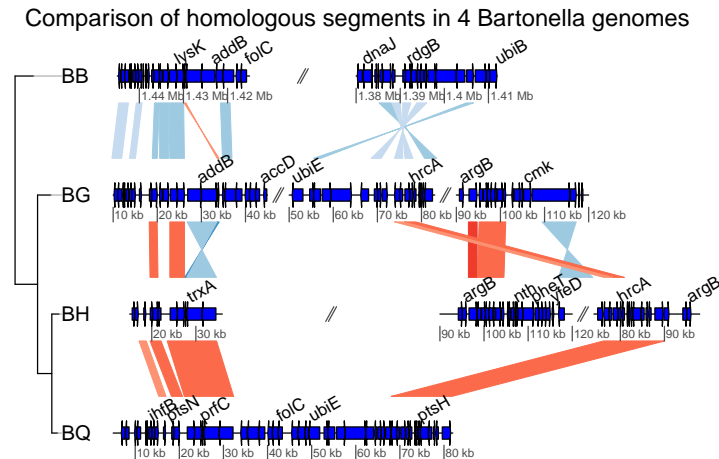 Comparison of homologous segments in 4 Bartonella genomes
BB lysK addB folC // dnaJ rdgB ubiB
1.44 Mb 1.43 Mb 1.42 Mb 1.38 Mb 1.39 Mb 1.4 Mb 1.41 Mb
BG addB accD // ubiE hrcA // argB cmk
10 kb 20 kb 30 kb 40 kb 50 kb 60 kb 70 kb 80 kb 90 kb 100 kb 110 kb 120 kb
BH trxA // argB nth pheT yfeD // hrcA argB
20 kb 30 kb 90 kb 100 kb 110 kb 120 kb 80 kb 90 kb
BQ ihfB ptsN prfC folC ubiE ptsH
10 kb 20 kb 30 kb 40 kb 50 kb 60 kb 70 kb 80 kb